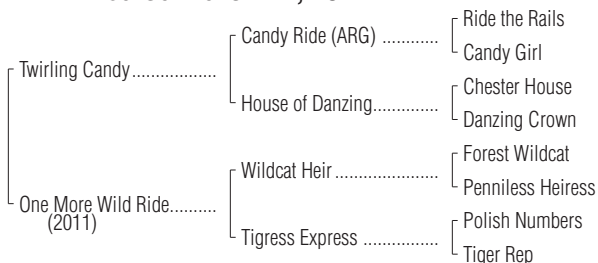 Ride the Rails
Candy Ride (ARG) ............
Candy Girl
Twirling Candy.................
Chester House
House of Danzing..............
Danzing Crown
Forest Wildcat
Wildcat Heir .....................
Penniless Heiress
One More Wild Ride..........
(2011)
Polish Numbers
Tigress Express ...............
Tiger Rep